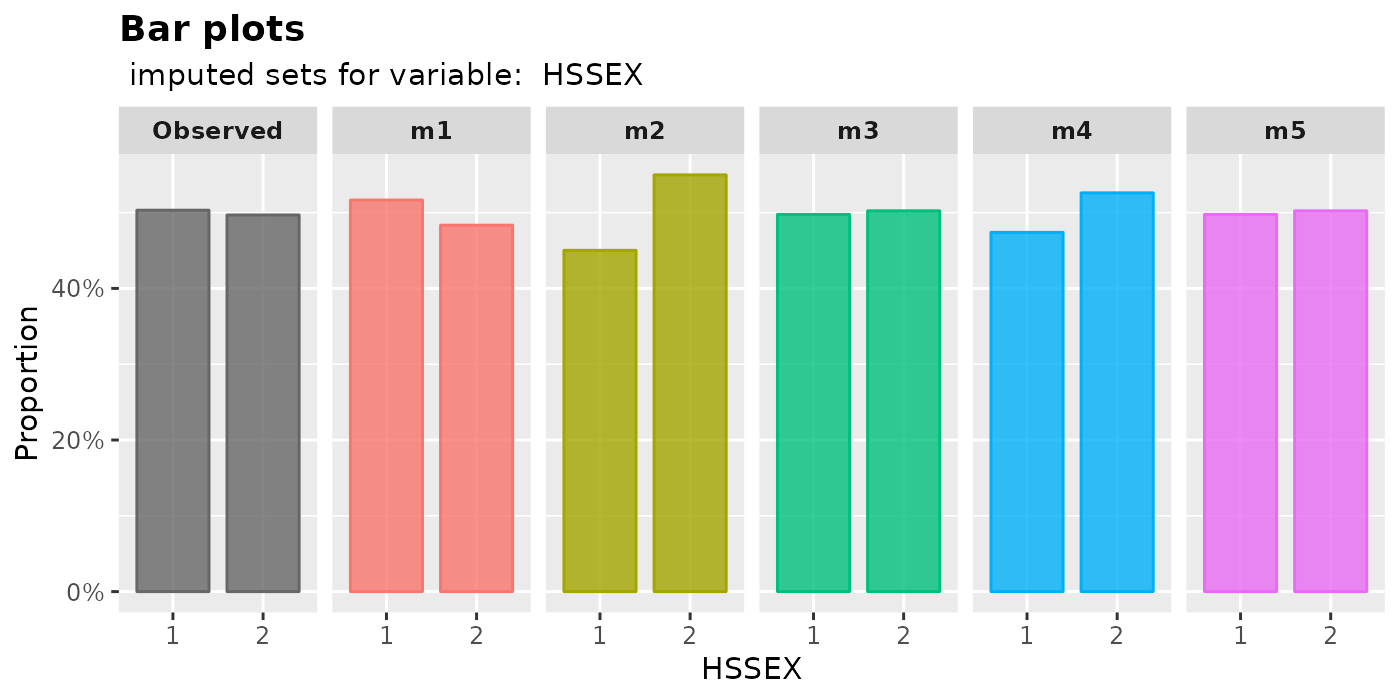 Bar plots
imputed sets for variable:  HSSEX
Observed m1 m2 m3 m4 m5
Proportion
40%
20%
0%
1 2 1 2 1 2 1 2 1 2 1 2
HSSEX